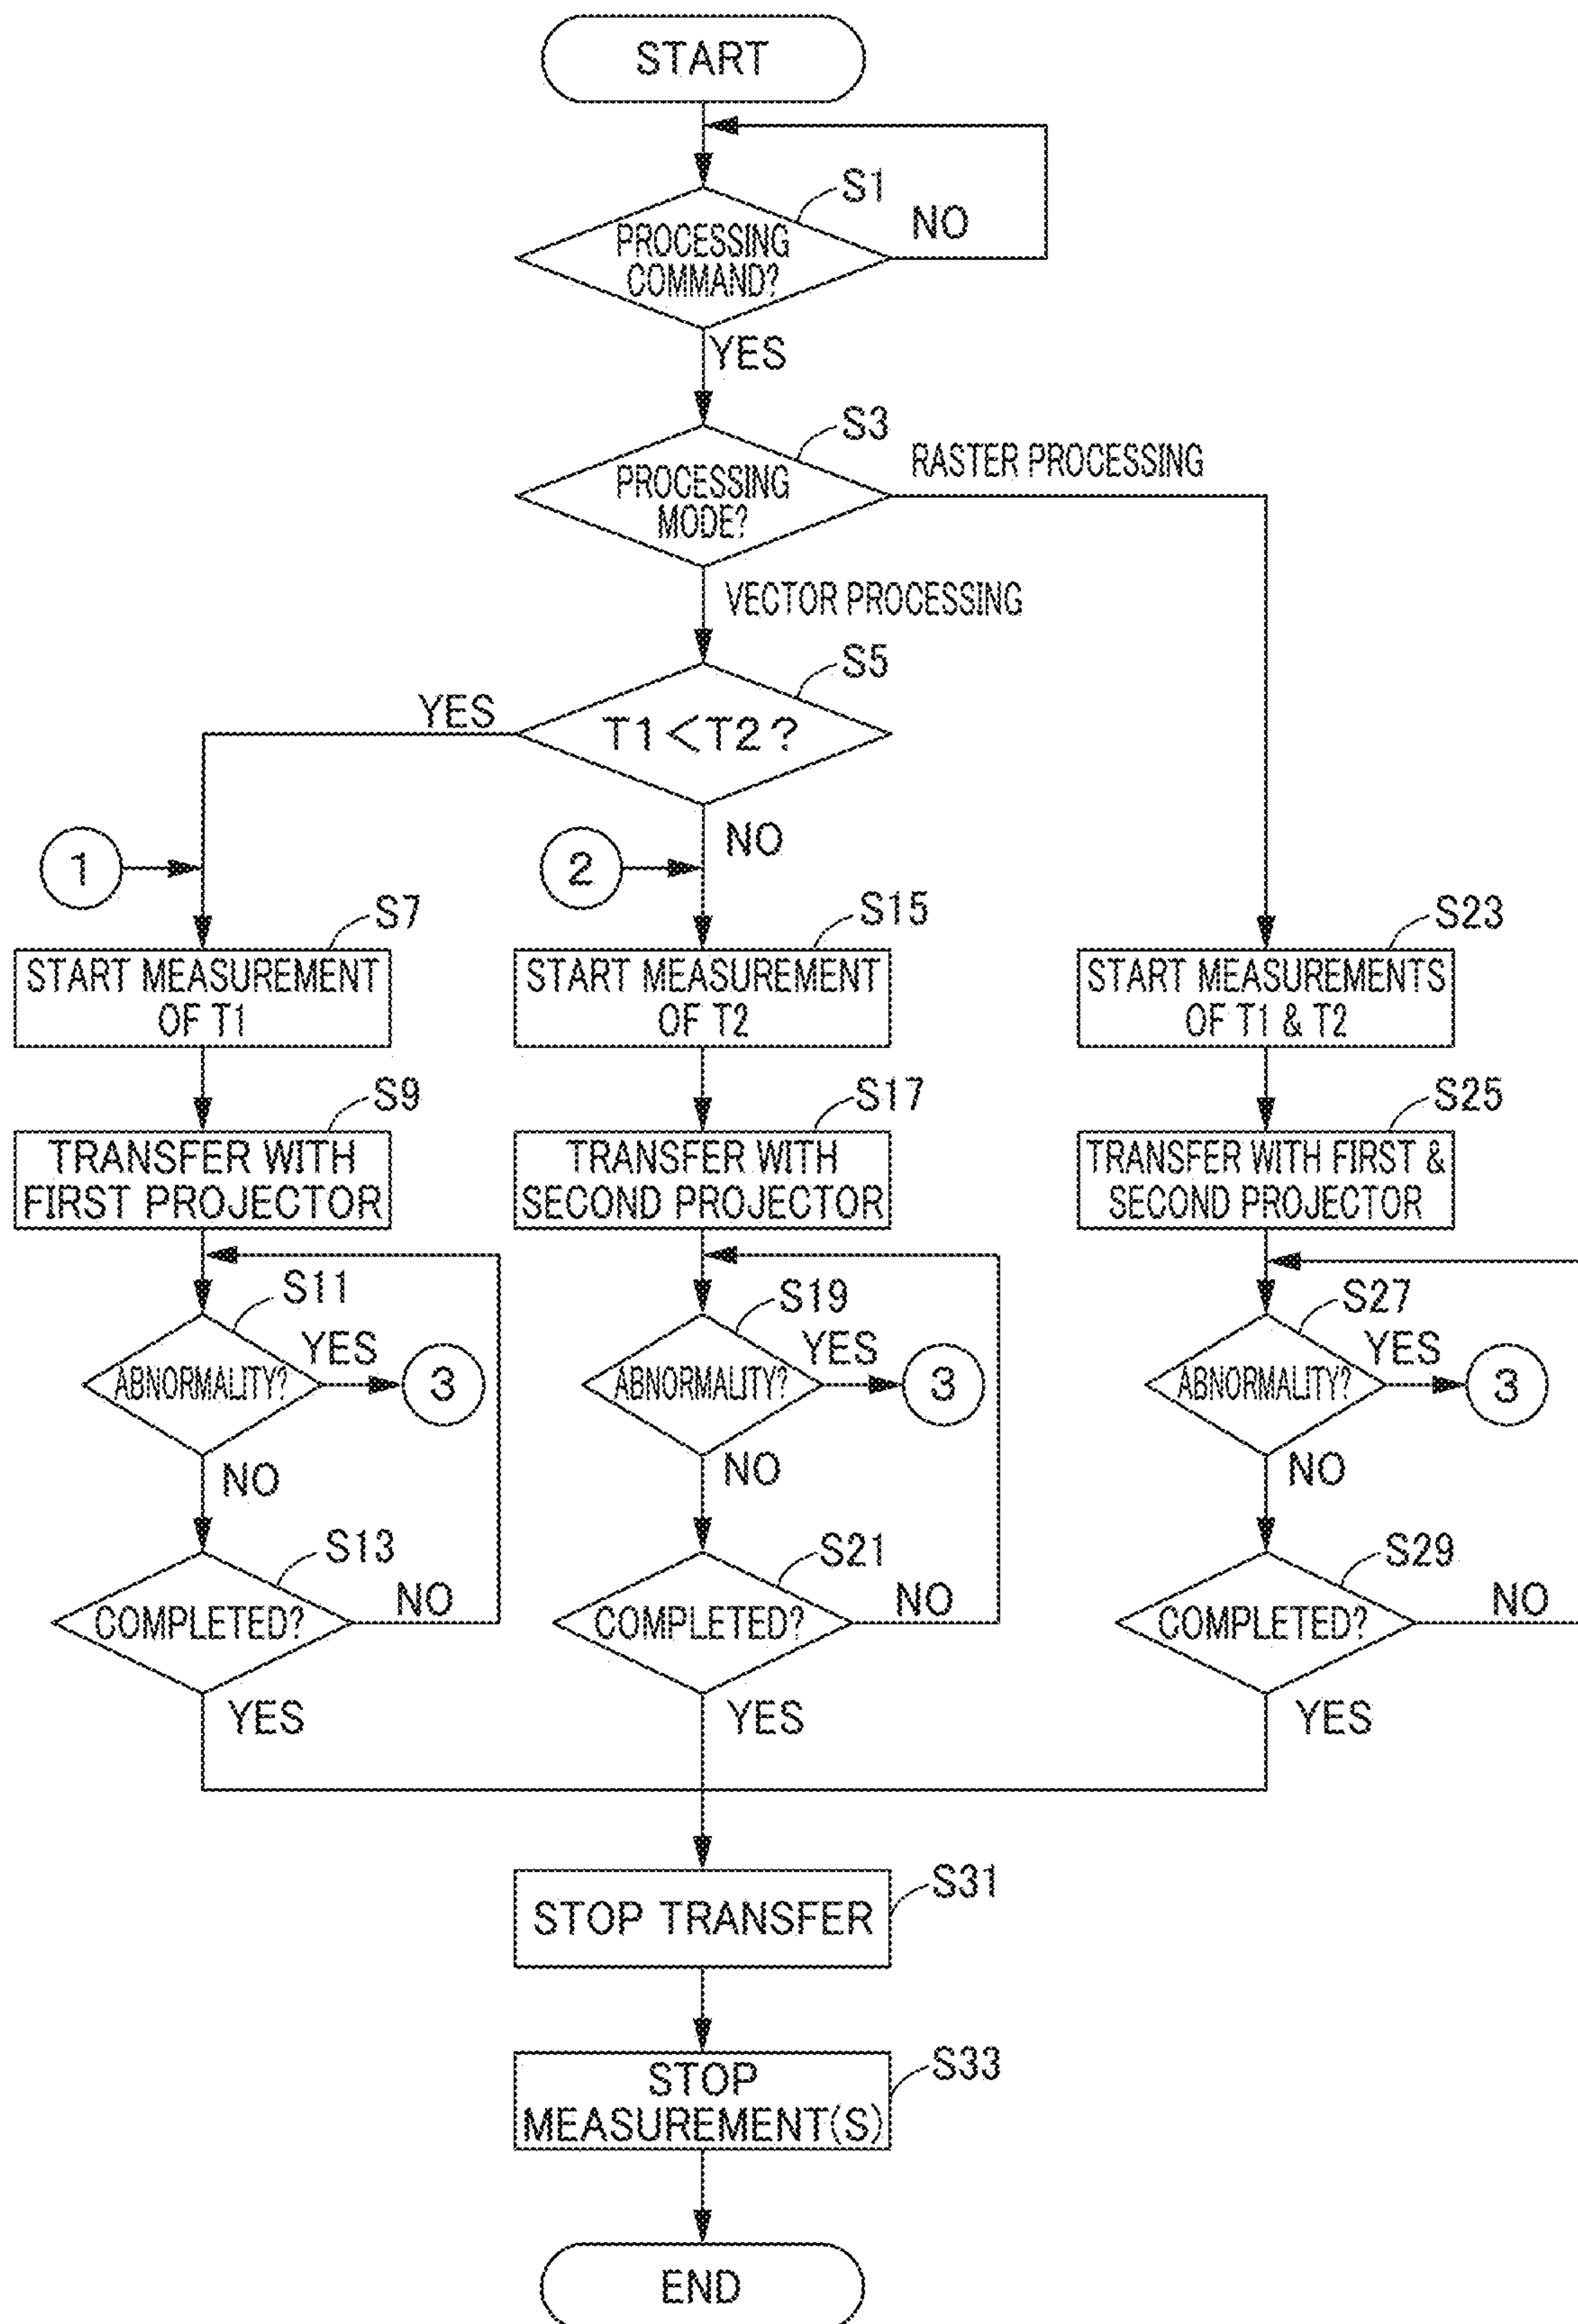 START
S1
NO
PROCESSING
COMMAND?
YES
S3
RASTER PROCESSING
PROCESSING
MODE?
VECTOR PROCESSING
S5
YES
T1<T2?
NO
1
2
S7
S15
S23
START MEASUREMENT
OF T1
START MEASUREMENT
OF T2
START MEASUREMENTS
OF T1 & T2
S9
S17
S25
TRANSFER WITH
FIRST PROJECTOR
TRANSFER WITH
SECOND PROJECTOR
TRANSFER WITH FIRST &
SECOND PROJECTOR
S11
S19
S27
YES
YES
YES
ABNORMALITY?
3
ABNORMALITY?
3
ABNORMALITY?
3
NO
NO
NO
S13
S21
S29
NO
NO
NO
COMPLETED?
COMPLETED?
COMPLETED?
YES
YES
YES
S31
STOP TRANSFER
S33
STOP
MEASUREMENT(S)
END